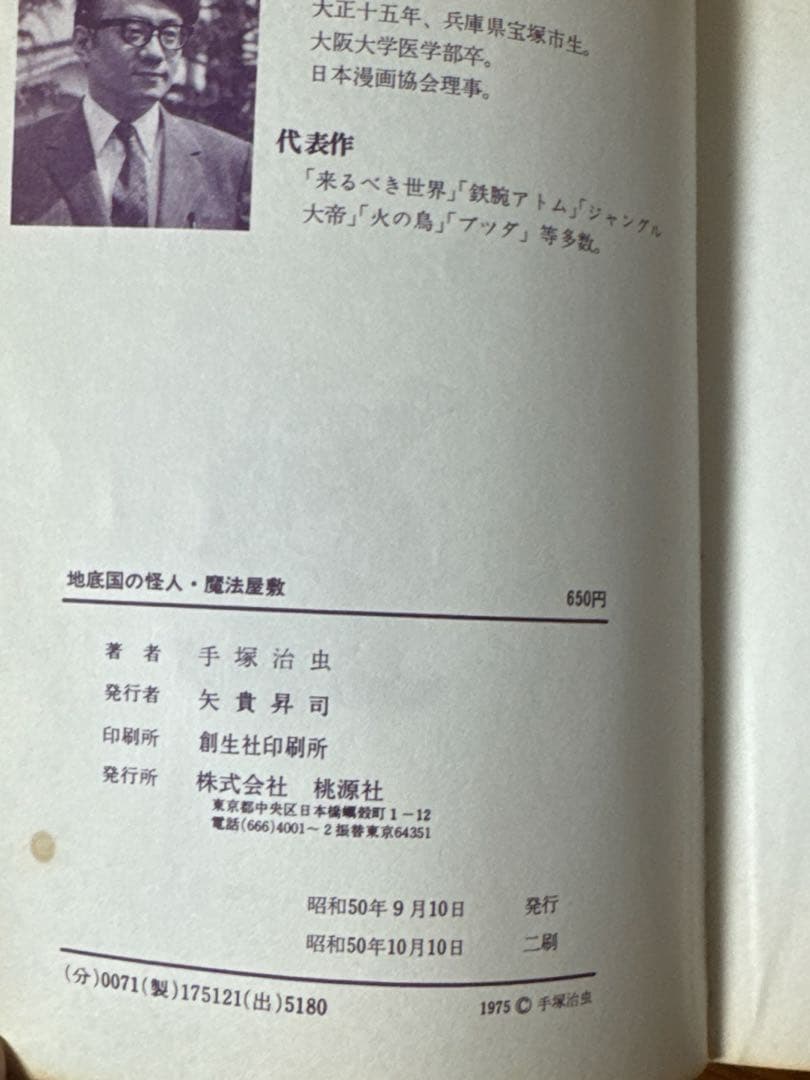 大正十五年、兵庫県宝塚市生。
大阪大学医学部卒。
日本漫画協会理事。
代表作
「来るべき世界」「鉄腕アトム」「ジャングル
大帝」「火の鳥」「ブッダ」等多数。
地底国の怪人・魔法屋敷 650円
著者 手塚治虫
発行者 矢貴昇司
印刷所 創生社印刷所
発行所 株式会社 桃源社
東京都中央区日本橋蠣殻町1-12
電話(666)4001〜2 振替東京64351
昭和50年9月10日 発行
昭和50年10月10日 二刷
(分)0071(製)175121(出)5180
1975 © 手塚治虫